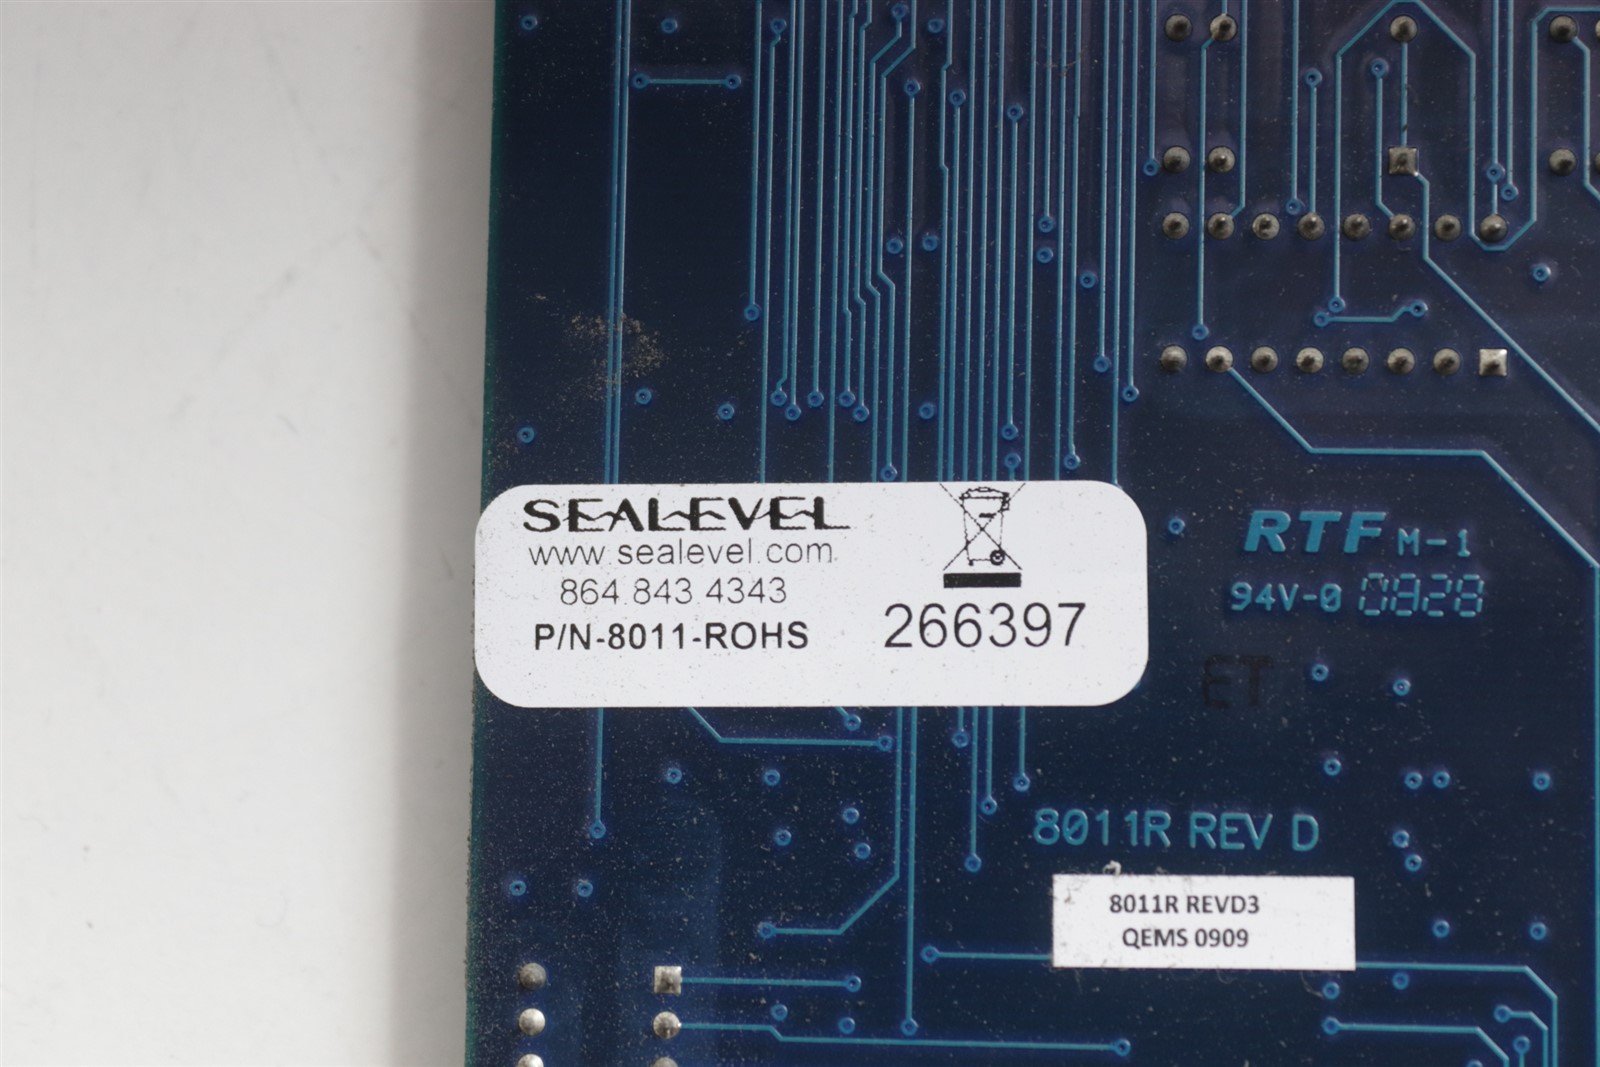 SEALEVEL
www.sealevel.com
864.843.4343
P/N-8011-ROHS
266397
RTF M-1
94V-0 0828
ET
8011R REV D
8011R REVD3
QEMS 0909